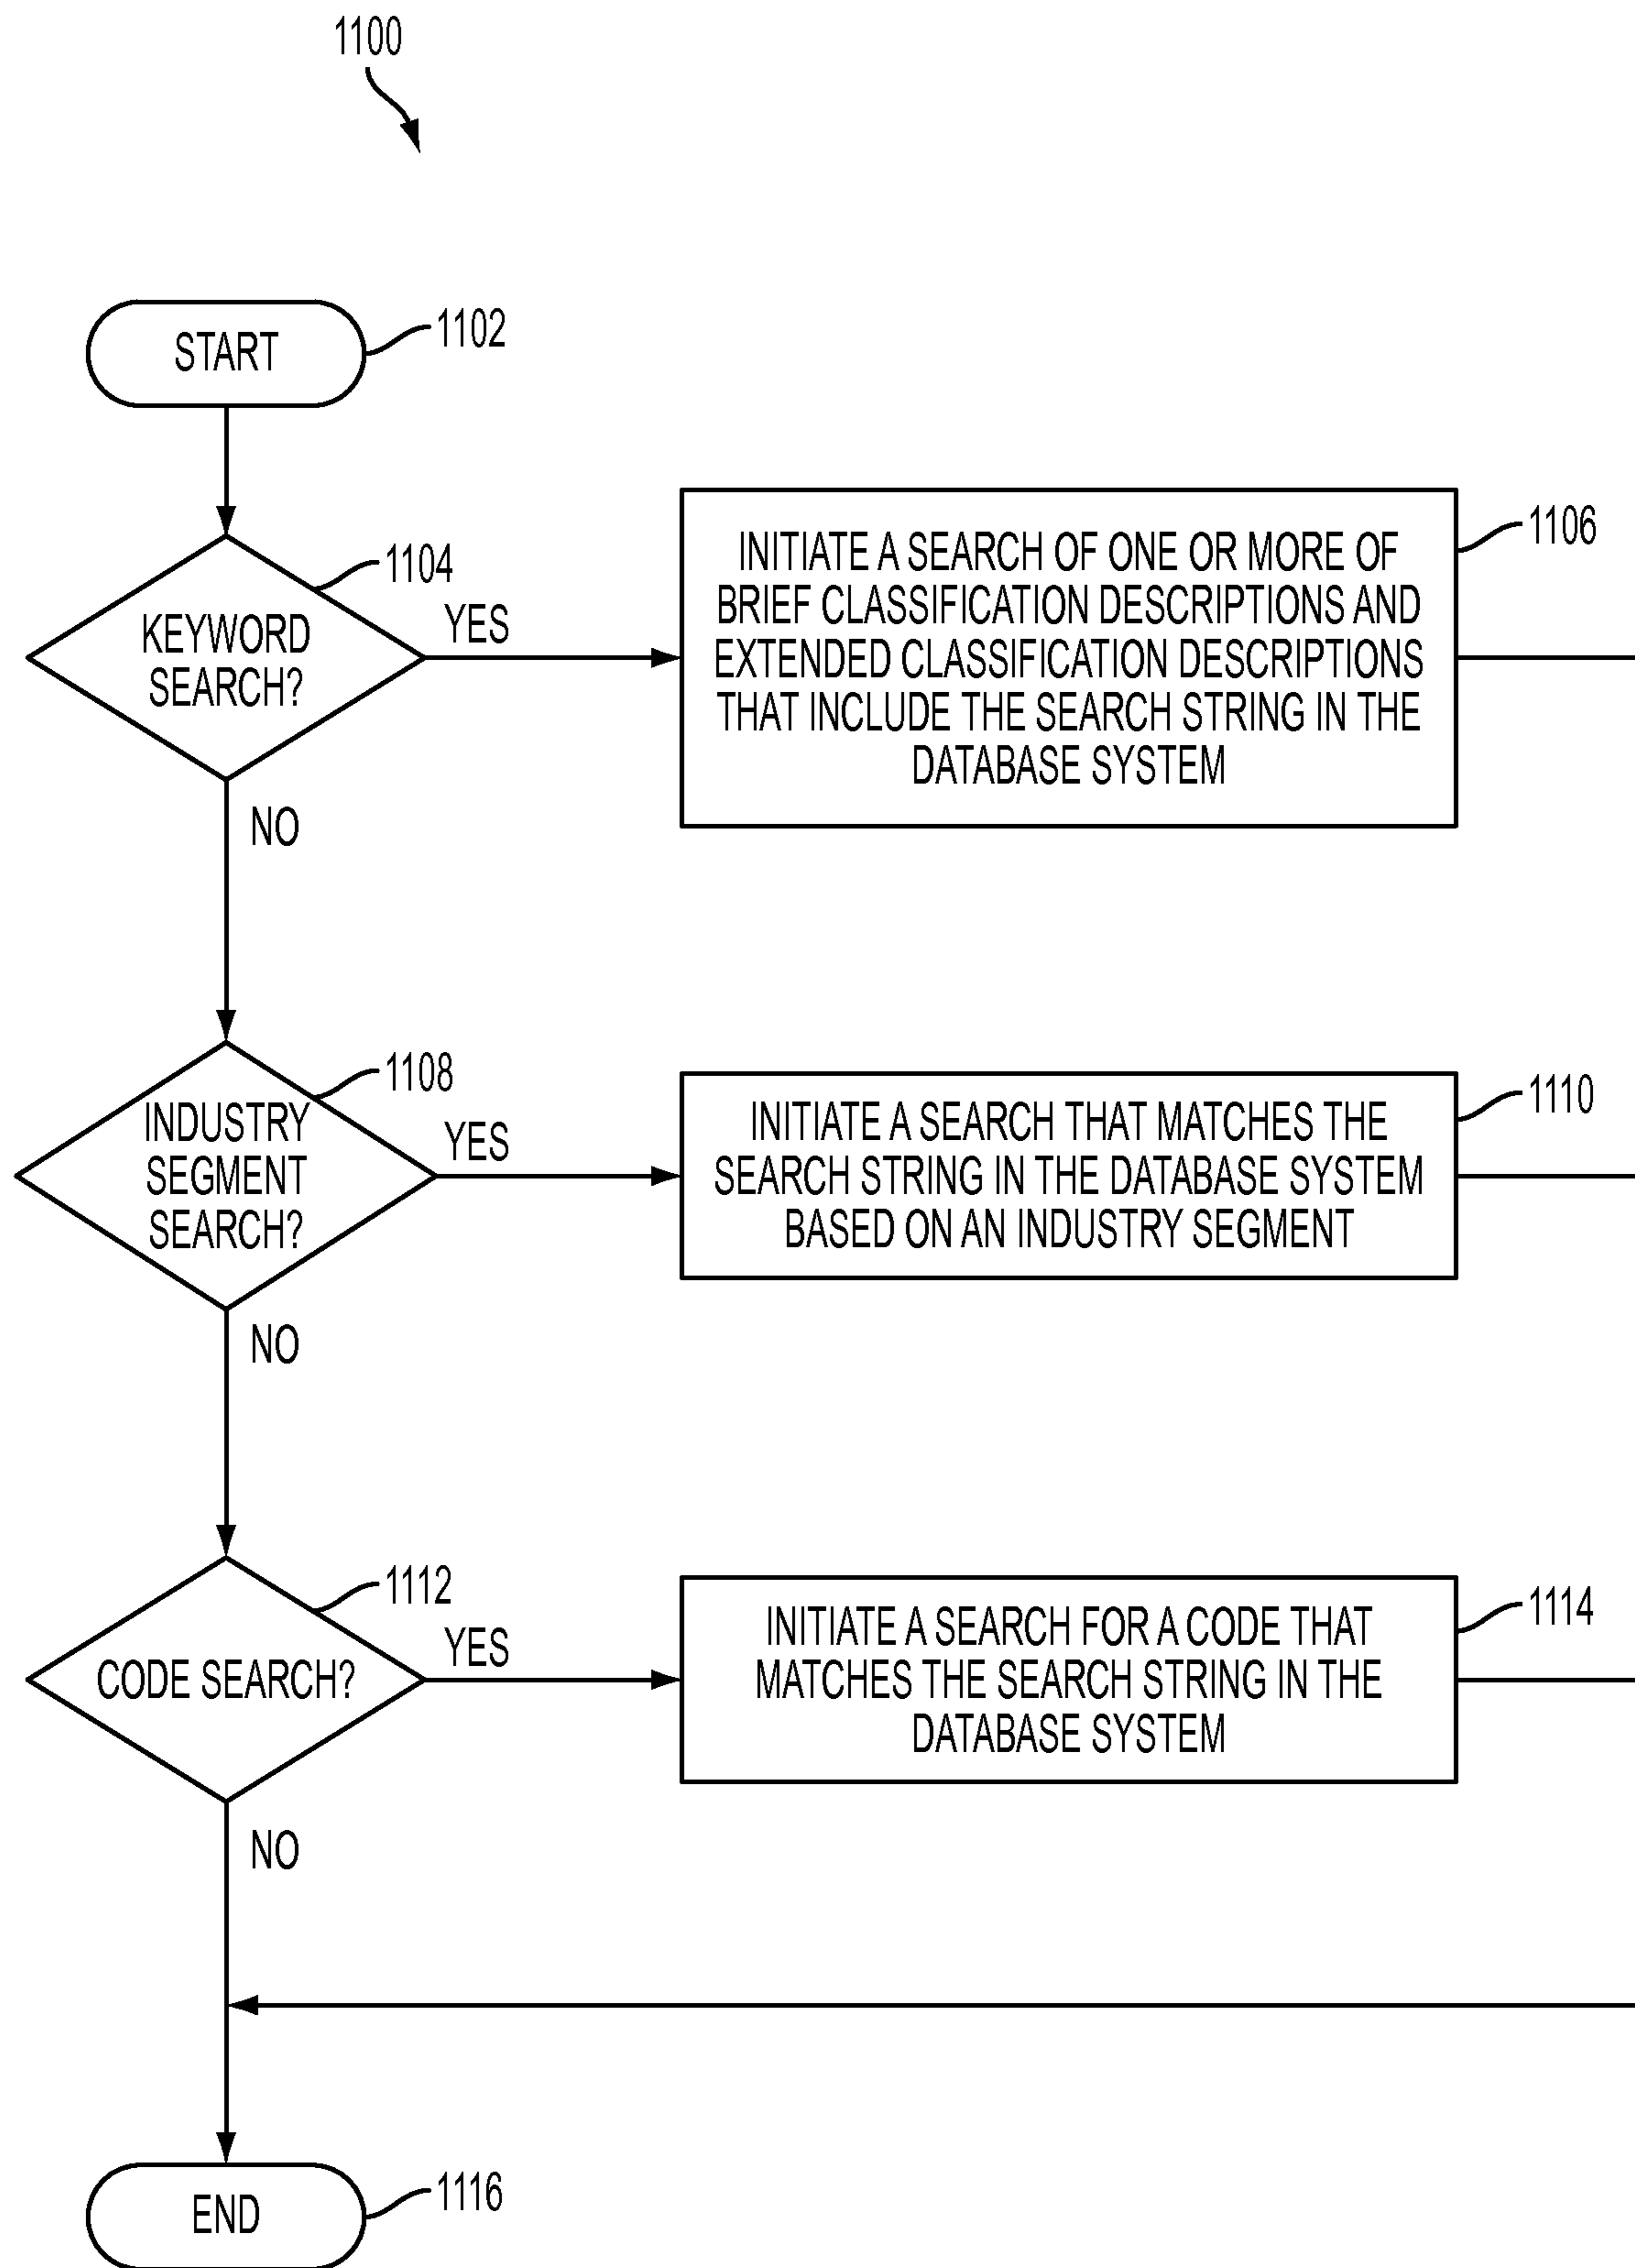 1100
START
1102
1104
KEYWORD
SEARCH?
YES
NO
INITIATE A SEARCH OF ONE OR MORE OF
BRIEF CLASSIFICATION DESCRIPTIONS AND
EXTENDED CLASSIFICATION DESCRIPTIONS
THAT INCLUDE THE SEARCH STRING IN THE
DATABASE SYSTEM
1106
1108
INDUSTRY
SEGMENT
SEARCH?
YES
NO
INITIATE A SEARCH THAT MATCHES THE
SEARCH STRING IN THE DATABASE SYSTEM
BASED ON AN INDUSTRY SEGMENT
1110
1112
CODE SEARCH?
YES
NO
INITIATE A SEARCH FOR A CODE THAT
MATCHES THE SEARCH STRING IN THE
DATABASE SYSTEM
1114
END
1116